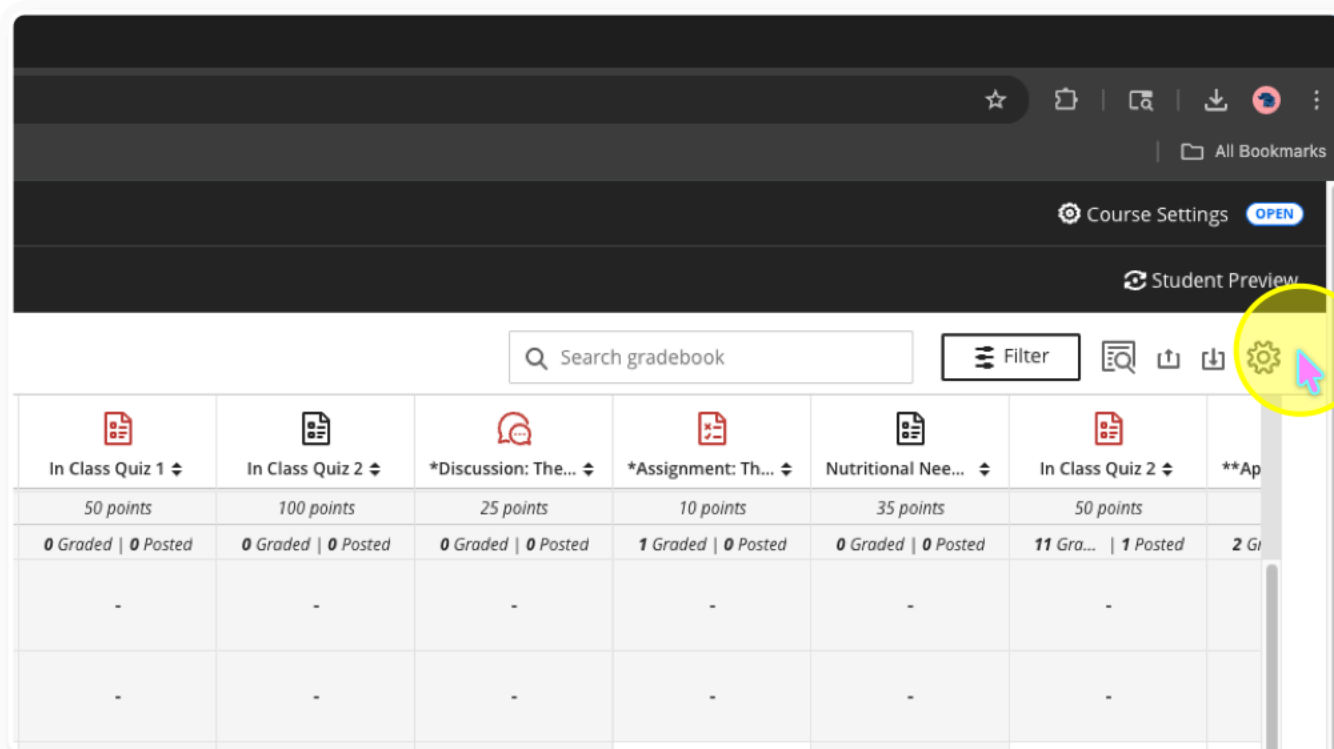 All Bookmarks
Course Settings OPEN
Student Preview
Search gradebook Filter
In Class Quiz 1 In Class Quiz 2 *Discussion: The... *Assignment: Th... Nutritional Nee... In Class Quiz 2 **Ap
50 points 100 points 25 points 10 points 35 points 50 points
0 Graded | 0 Posted 0 Graded | 0 Posted 0 Graded | 0 Posted 1 Graded | 0 Posted 0 Graded | 0 Posted 11 Gra... | 1 Posted 2 Gr
- - - - - -
- - - - - -